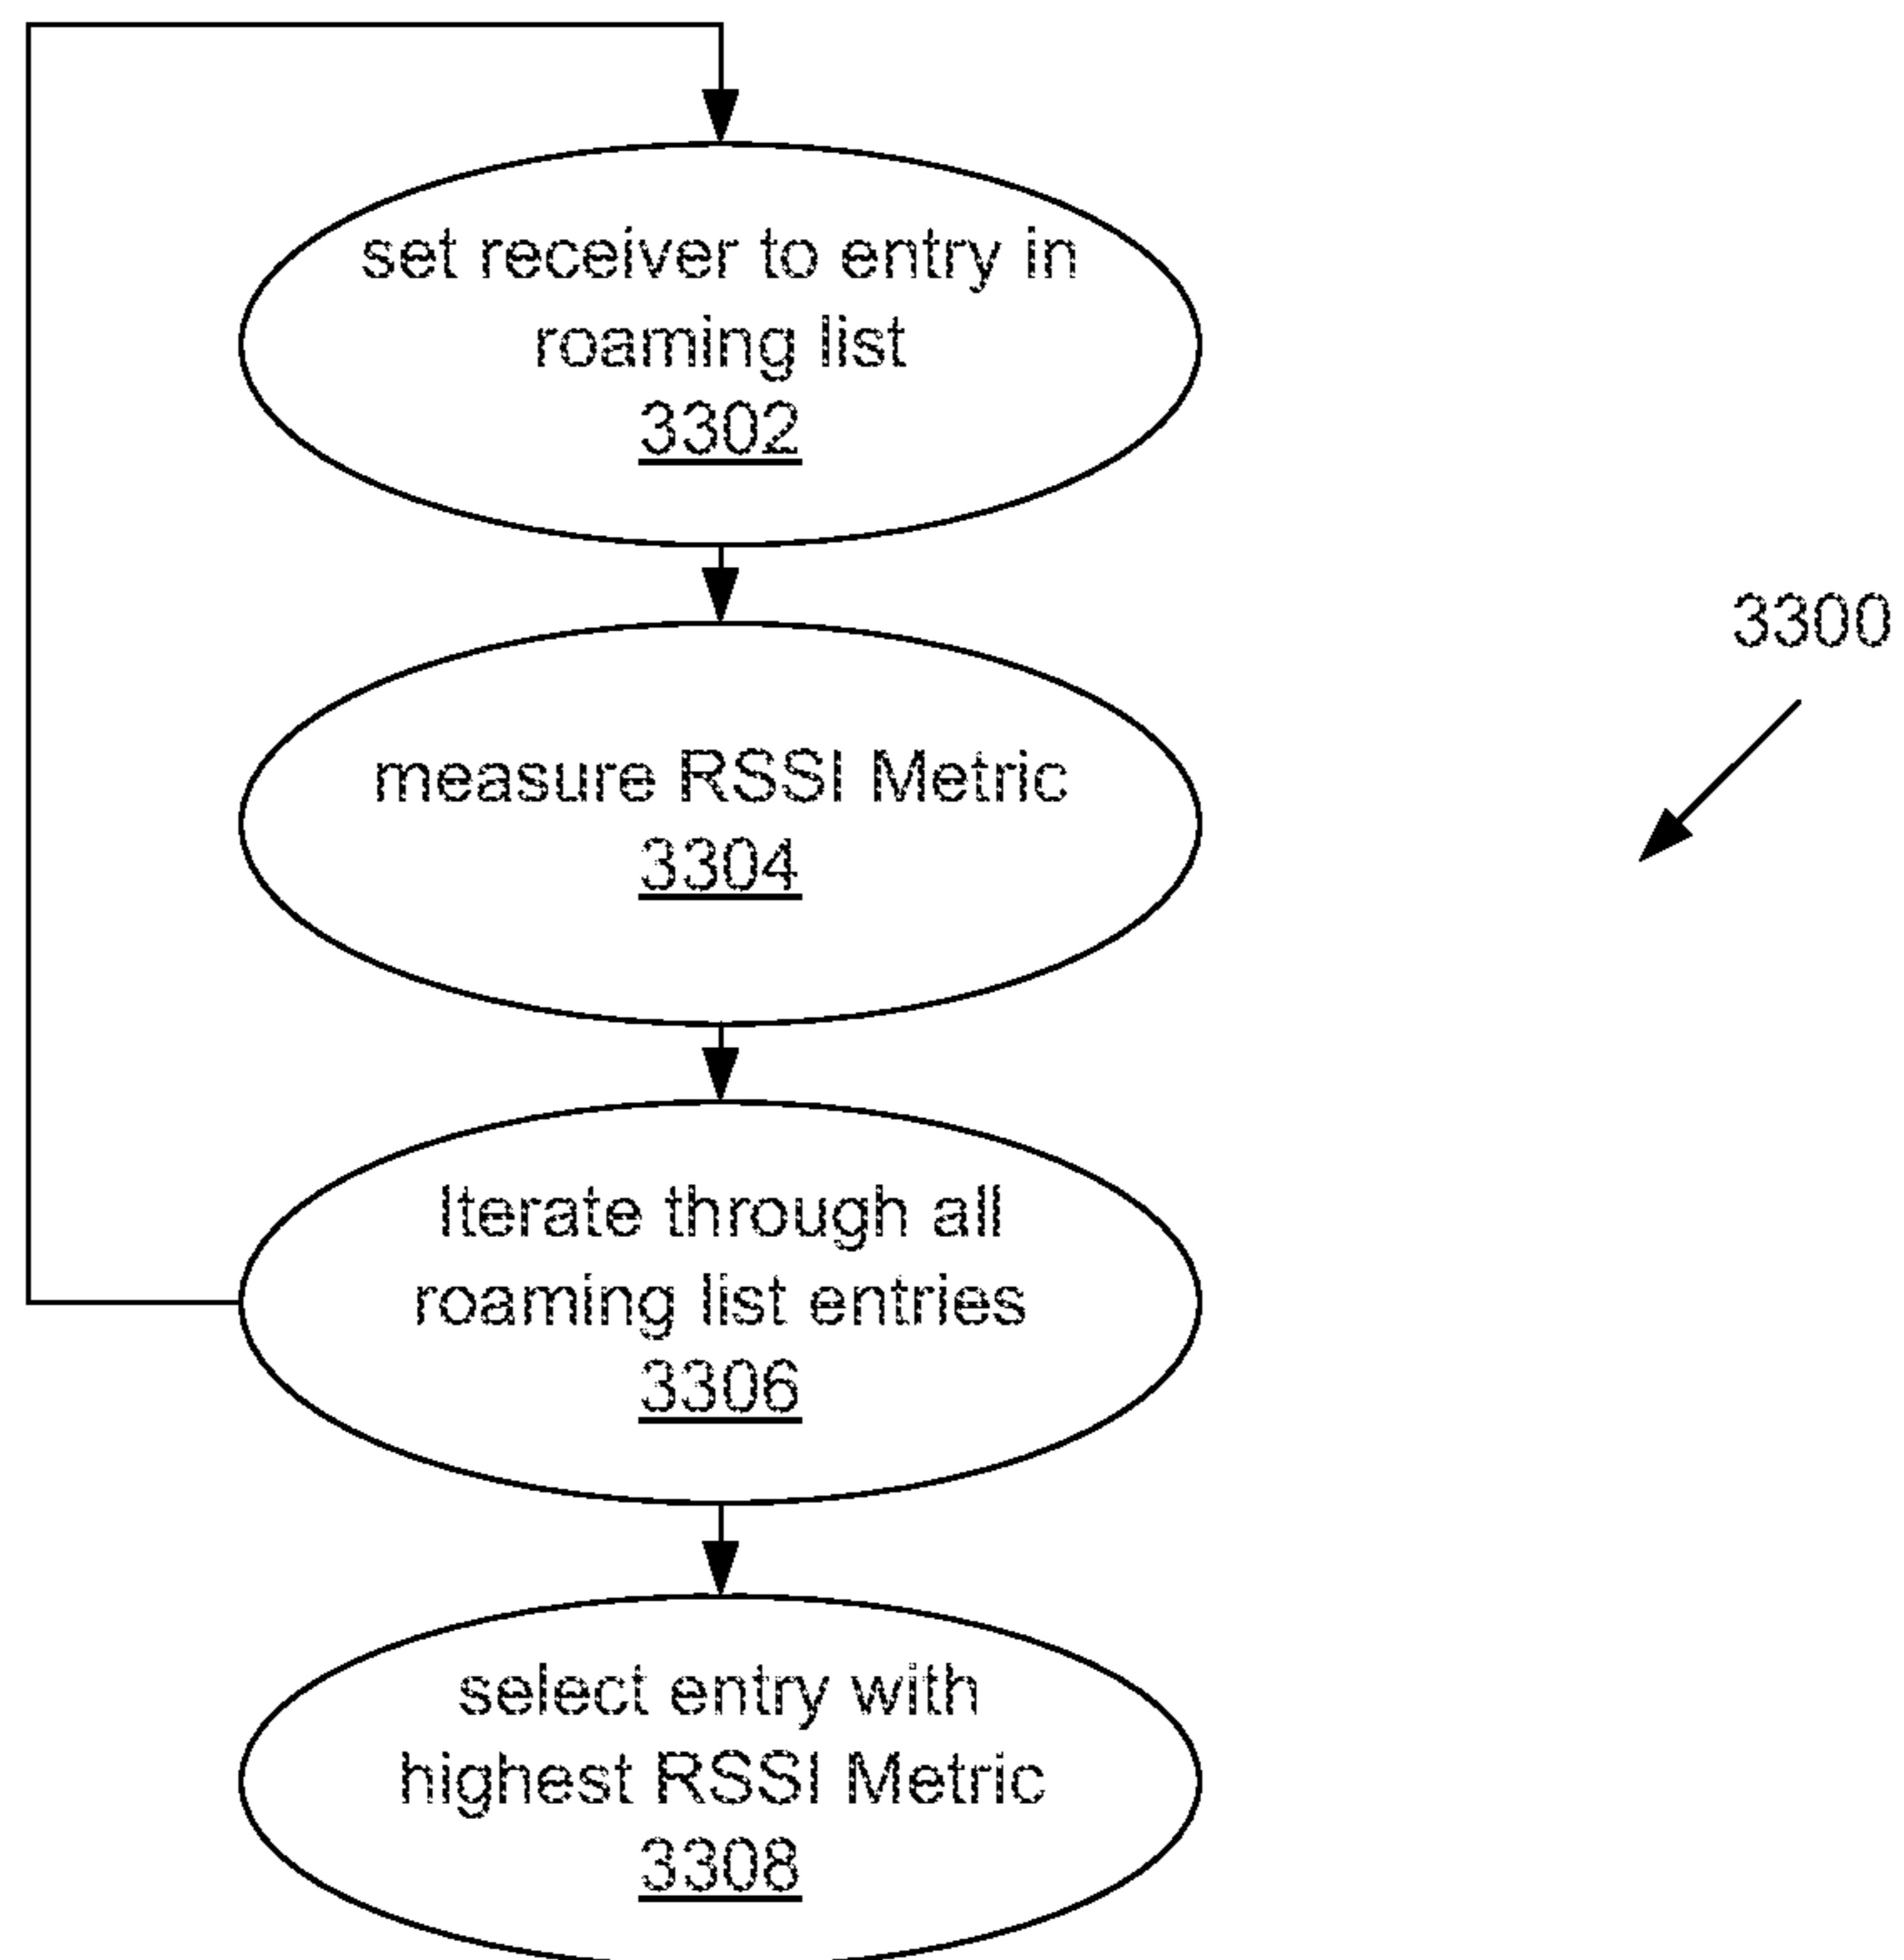 set receiver to entry in
roaming list
3302
3300
measure RSSI Metric
3304
Iterate through all
roaming list entries
3306
select entry with
highest RSSI Metric
3308